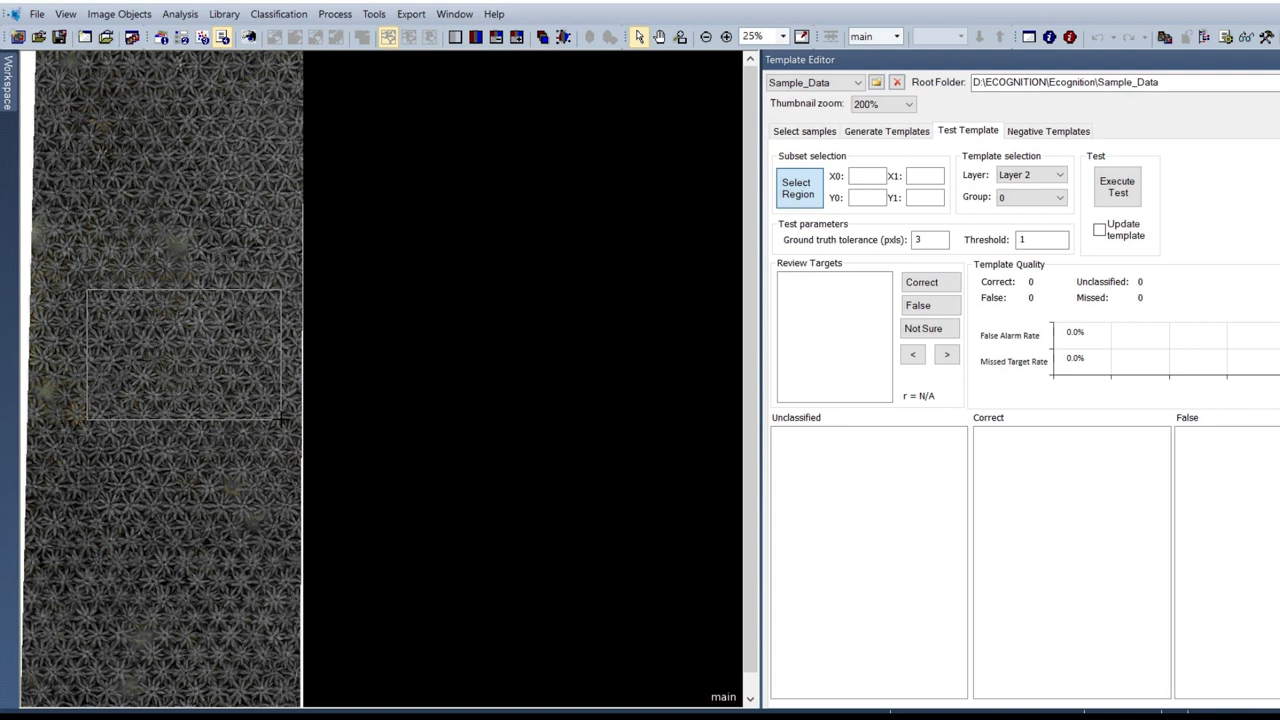 File View Image Objects Analysis Library Classification Process Tools Export Window Help
25% main
Workspace
Template Editor
Sample_Data Root Folder: D:\ECOGNITION\Ecognition\Sample_Data
Thumbnail zoom: 200%
Select samples Generate Templates Test Template Negative Templates
Subset selection Template selection Test
Select Region X0: X1: Layer: Layer 2 Execute Test
Y0: Y1: Group: 0
Test parameters Update template
Ground truth tolerance (pxls): 3 Threshold: 1
Review Targets Template Quality
Correct Correct: 0 Unclassified: 0
False False: 0 Missed: 0
Not Sure False Alarm Rate 0.0%
< > Missed Target Rate 0.0%
r = N/A
Unclassified Correct False
main